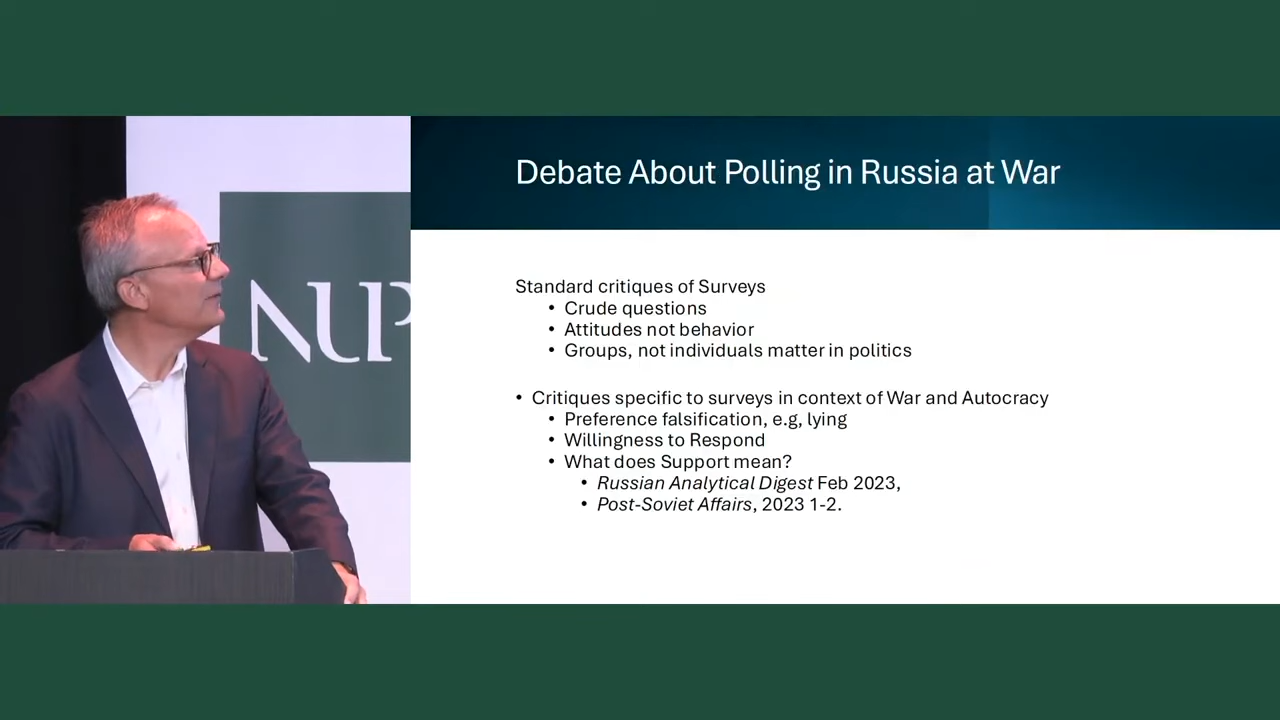 NUP
Debate About Polling in Russia at War
Standard critiques of Surveys
• Crude questions
• Attitudes not behavior
• Groups, not individuals matter in politics
• Critiques specific to surveys in context of War and Autocracy
• Preference falsification, e.g, lying
• Willingness to Respond
• What does Support mean?
• Russian Analytical Digest Feb 2023,
• Post-Soviet Affairs, 2023 1-2.